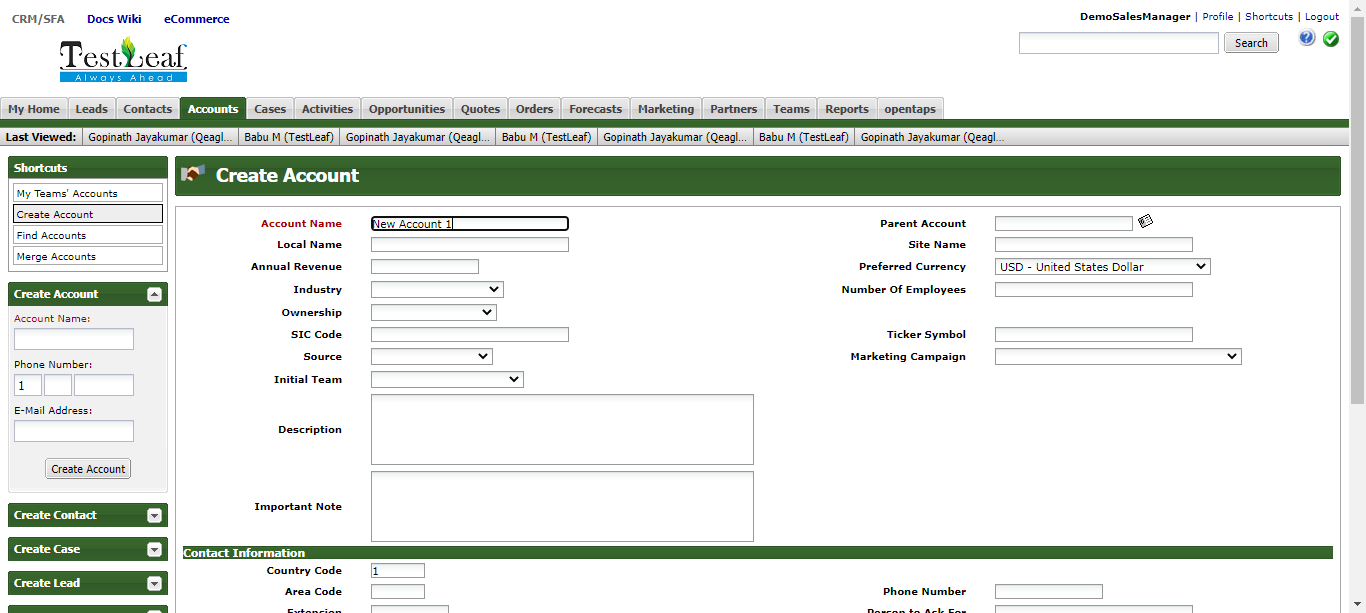 CRM/SFA Docs Wiki eCommerce
DemoSalesManager | Profile | Shortcuts | Logout
TestLeaf
Always Ahead
Search
My Home Leads Contacts Accounts Cases Activities Opportunities Quotes Orders Forecasts Marketing Partners Teams Reports opentaps
Last Viewed: Gopinath Jayakumar (Qeagl... Babu M (TestLeaf) Gopinath Jayakumar (Qeagl... Babu M (TestLeaf) Gopinath Jayakumar (Qeagl... Babu M (TestLeaf) Gopinath Jayakumar (Qeagl...
Shortcuts
My Teams' Accounts
Create Account
Find Accounts
Merge Accounts
Create Account
Account Name:
Phone Number:
1
E-Mail Address:
Create Account
Create Contact
Create Case
Create Lead
Create Account
Account Name New Account 1 Parent Account
Local Name Site Name
Annual Revenue Preferred Currency USD - United States Dollar
Industry Number Of Employees
Ownership
SIC Code Ticker Symbol
Source Marketing Campaign
Initial Team
Description
Important Note
Contact Information
Country Code 1
Area Code Phone Number
Extension Person to Ask For